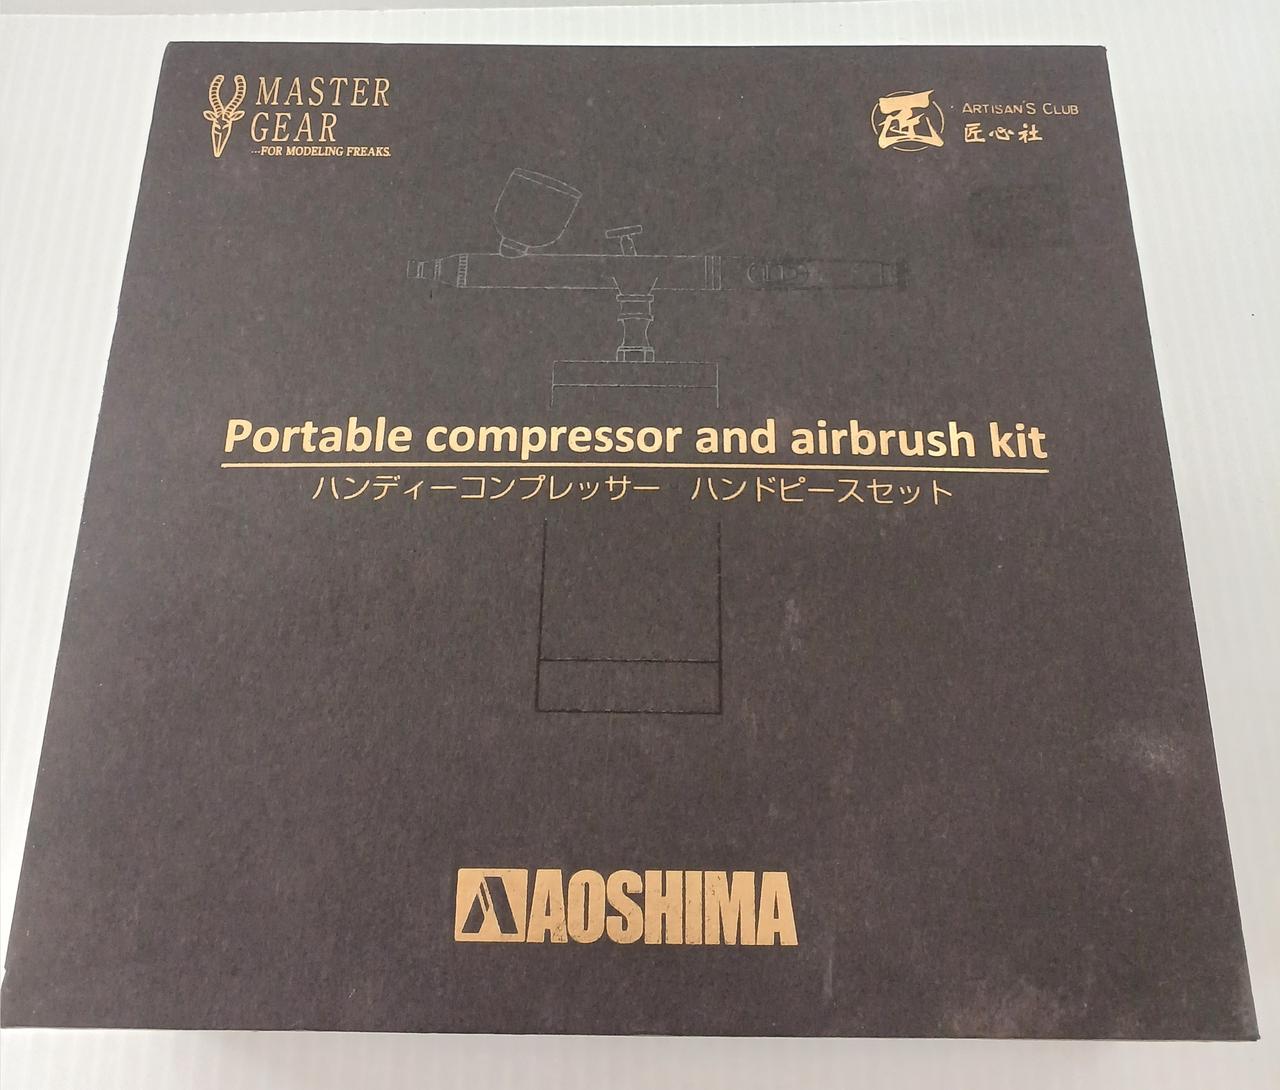 MASTER
GEAR
...FOR MODELING FREAKS.
匠
ARTISAN'S CLUB
匠心社
Portable compressor and airbrush kit
ハンディーコンプレッサー　ハンドピースセット
AOSHIMA